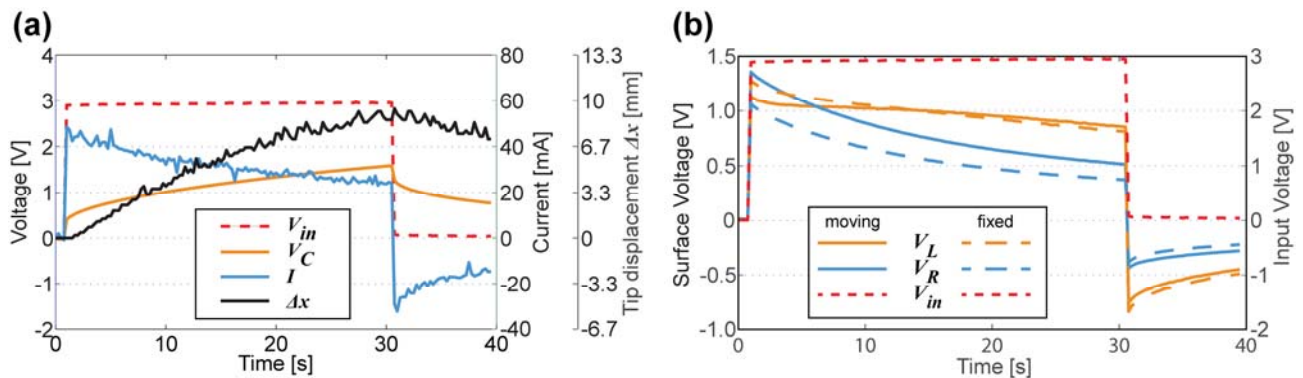 (a)
4
3
2
1
0
-1
-2
Voltage [V]
0
10
20
30
40
Time [s]
80
60
40
20
0
-20
-40
Current [mA]
13.3
10
6.7
3.3
0
-3.3
-6.7
Tip displacement Δx [mm]
V_in
V_C
I
Δx
(b)
1.5
1.0
0.5
0
-0.5
-1.0
Surface Voltage [V]
0
10
20
30
40
Time [s]
3
2
1
0
-1
-2
Input Voltage [V]
moving fixed
V_L
V_R
V_in